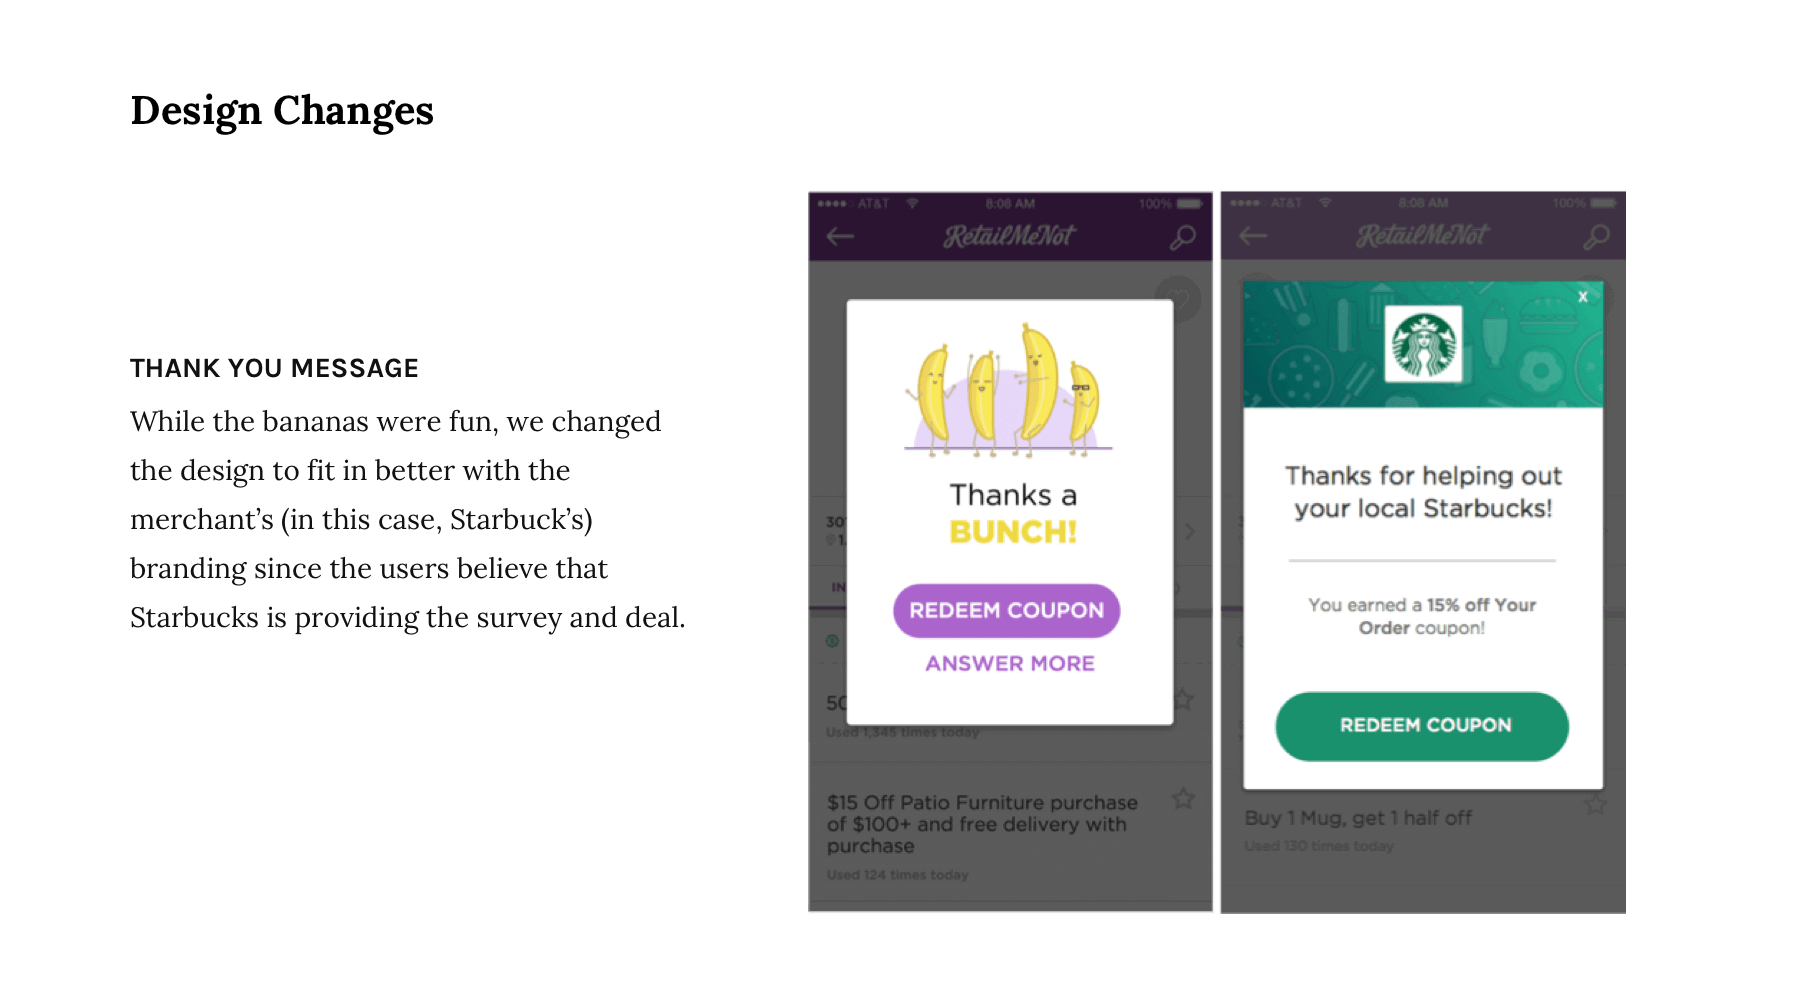 Design Changes
THANK YOU MESSAGE
While the bananas were fun, we changed
the design to fit in better with the
merchant’s (in this case, Starbuck’s)
branding since the users believe that
Starbucks is providing the survey and deal.
AT&T 8:08 AM 100%
RetailMeNot
Thanks a
BUNCH!
REDEEM COUPON
ANSWER MORE
Used 1,345 times today
$15 Off Patio Furniture purchase
of $100+ and free delivery with
purchase
Used 124 times today
AT&T 8:08 AM 100%
RetailMeNot
x
Thanks for helping out
your local Starbucks!
You earned a 15% off Your
Order coupon!
REDEEM COUPON
Buy 1 Mug, get 1 half off
Used 130 times today